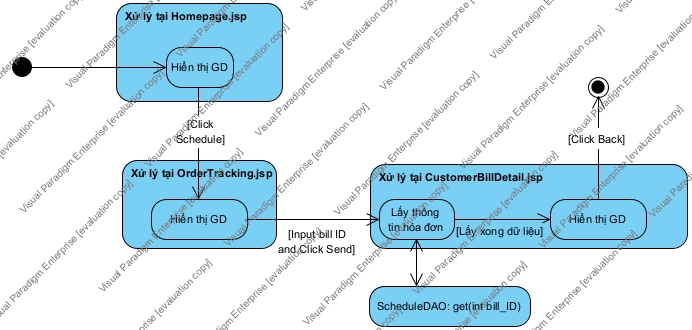 Xử lý tại Homepage.jsp
Hiển thị GD
[Click
Schedule]
Xử lý tại OrderTracking.jsp
Hiển thị GD
[Input bill ID
and Click Send]
Xử lý tại CustomerBillDetail.jsp
Lấy thông
tin hóa đơn
[Lấy xong dữ liệu]
Hiển thị GD
[Click Back]
ScheduleDAO: get(int bill_ID)
Visual Paradigm Enterprise [evaluation copy]